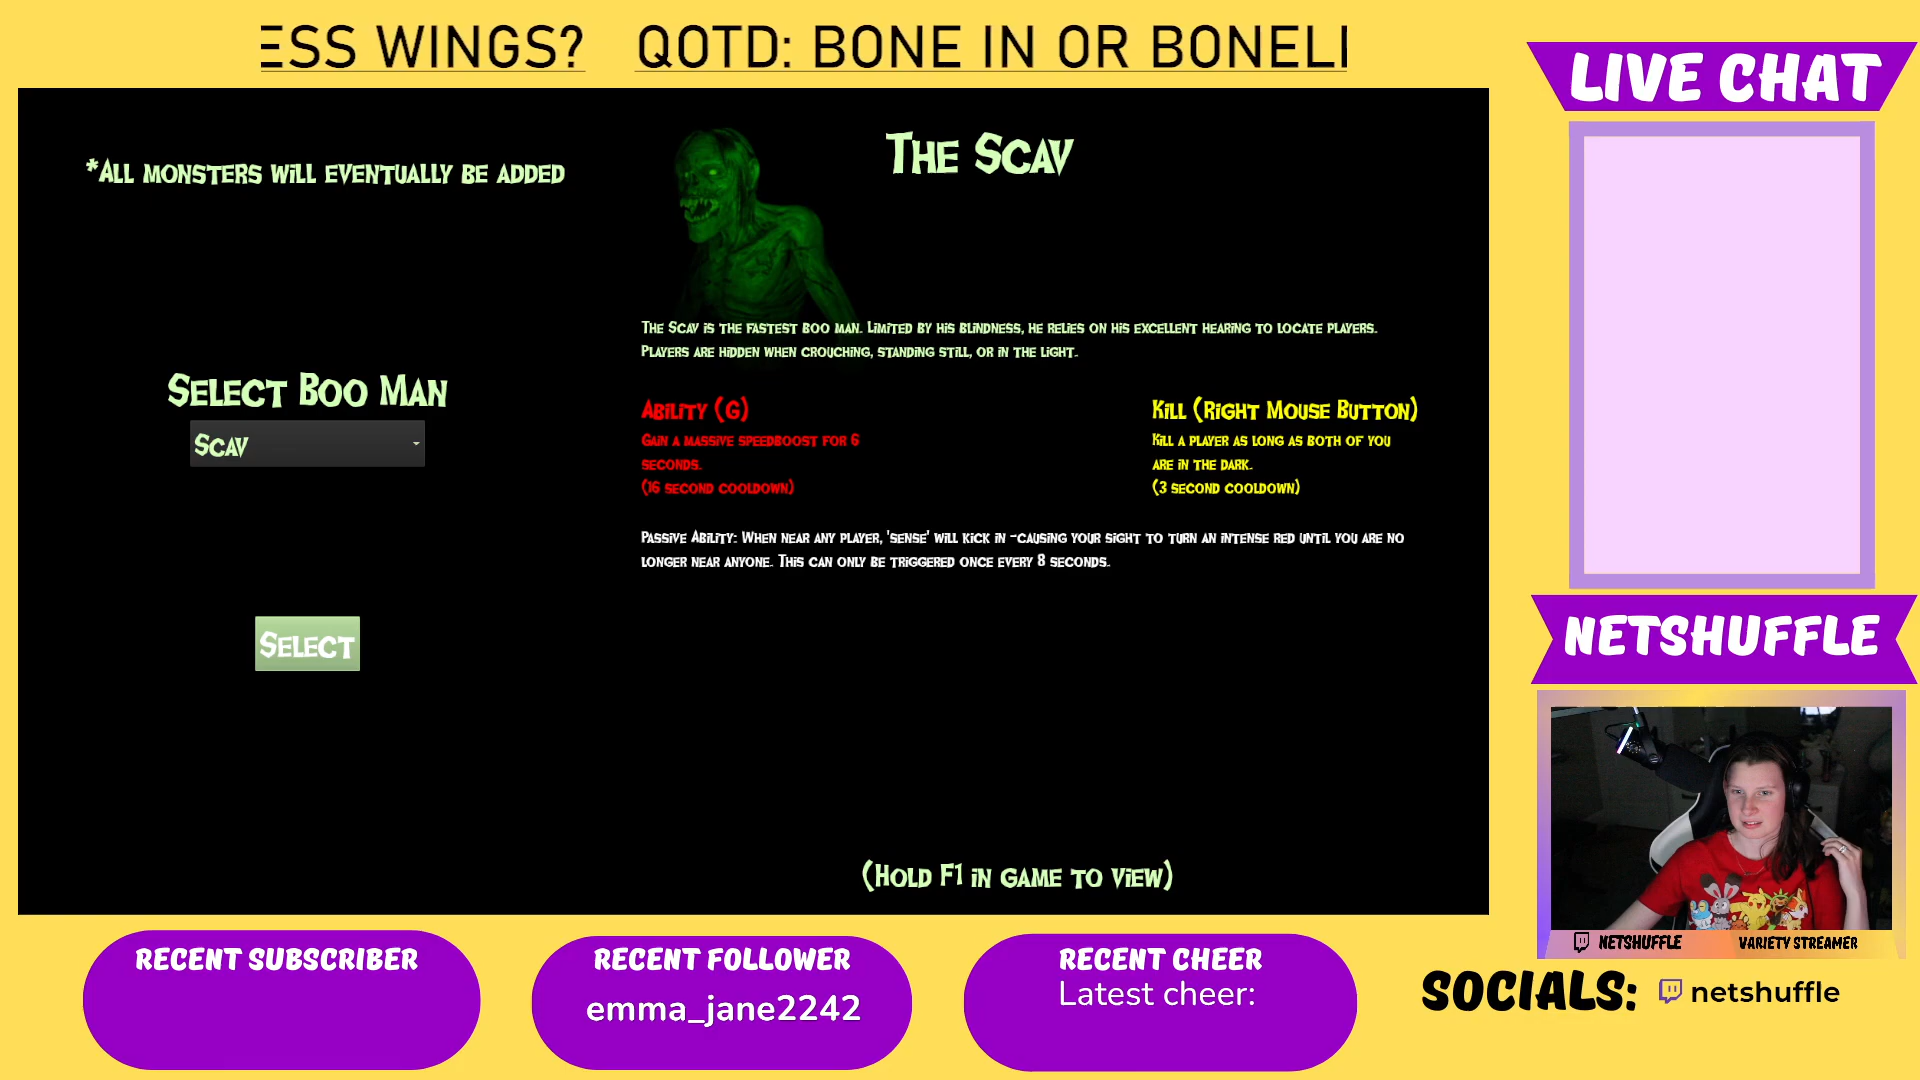 ESS WINGS? QOTD: BONE IN OR BONEL
LIVE CHAT
*All monsters will eventually be added
The Scav
The Scav is the fastest boo man. Limited by his blindness, he relies on his excellent hearing to locate players.
Players are hidden when crouching, standing still, or in the light.
Select Boo Man
Scav
Ability (G)
Gain a massive speedboost for 6
seconds.
(16 second cooldown)
Kill (Right Mouse Button)
Kill a player as long as both of you
are in the dark.
(3 second cooldown)
Passive Ability: When near any player, 'sense' will kick in -causing your sight to turn an intense red until you are no
longer near anyone. This can only be triggered once every 8 seconds.
Select
(Hold F1 in game to view)
NETSHUFFLE
NETSHUFFLE
VARIETY STREAMER
RECENT SUBSCRIBER
RECENT FOLLOWER
emma_jane2242
RECENT CHEER
Latest cheer:
SOCIALS:
netshuffle